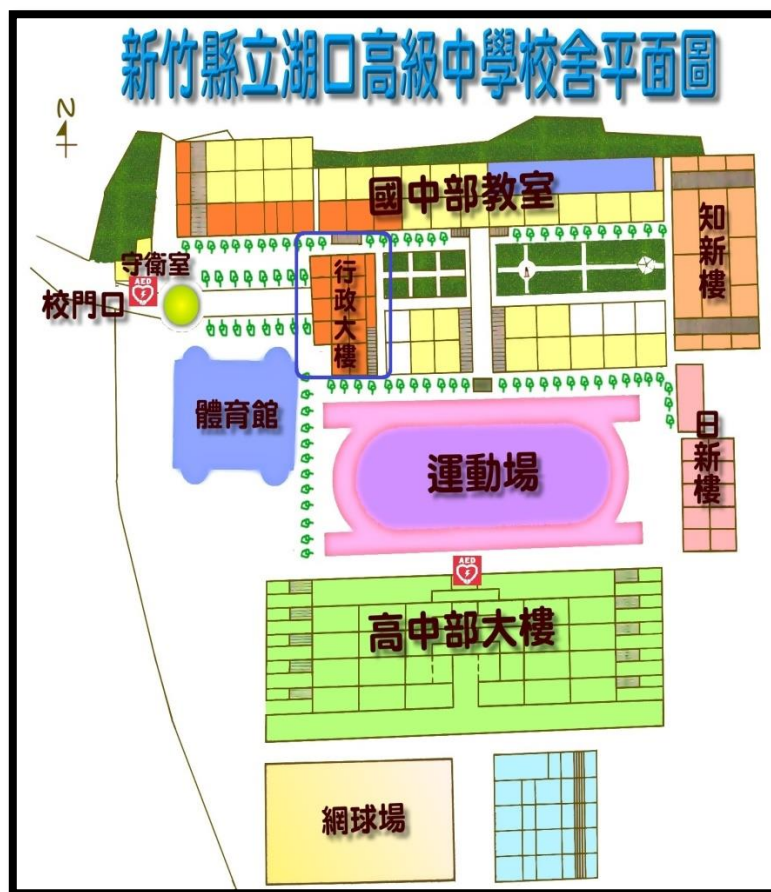 新竹縣立湖口高級中學校舍平面圖
N
國中部教室
知新樓
守衛室
AED
校門口
行政大樓
體育館
運動場
日新樓
AED
高中部大樓
網球場